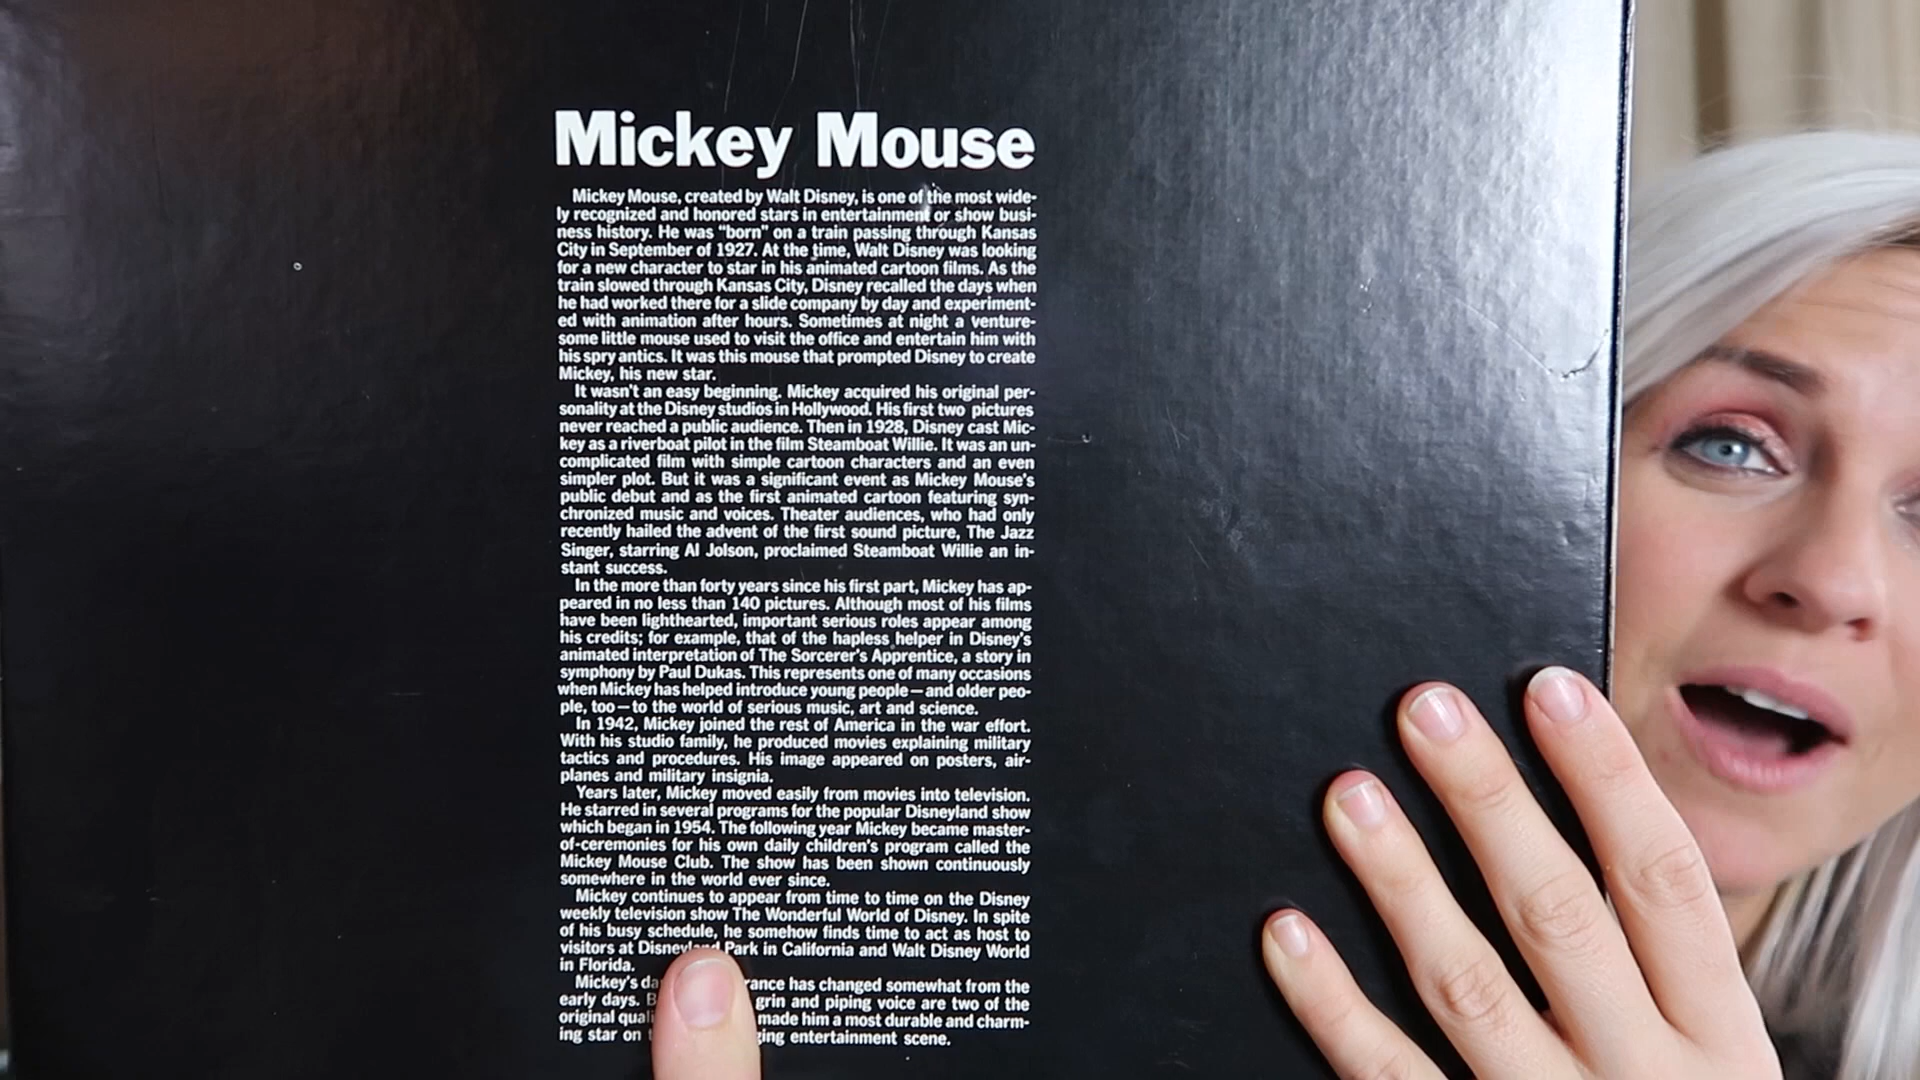 Mickey Mouse
Mickey Mouse, created by Walt Disney, is one of the most wide-
ly recognized and honored stars in entertainment or show busi-
ness history. He was “born” on a train passing through Kansas
City in September of 1927. At the time, Walt Disney was looking
for a new character to star in his animated cartoon films. As the
train slowed through Kansas City, Disney recalled the days when
he had worked there for a slide company by day and experiment-
ed with animation after hours. Sometimes at night a venture-
some little mouse used to visit the office and entertain him with
his spry antics. It was this mouse that prompted Disney to create
Mickey, his new star.
It wasn't an easy beginning. Mickey acquired his original per-
sonality at the Disney studios in Hollywood. His first two pictures
never reached a public audience. Then in 1928, Disney cast Mic-
key as a riverboat pilot in the film Steamboat Willie. It was an un-
complicated film with simple cartoon characters and an even
simpler plot. But it was a significant event as Mickey Mouse's
public debut and as the first animated cartoon featuring syn-
chronized music and voices. Theater audiences, who had only
recently hailed the advent of the first sound picture, The Jazz
Singer, starring Al Jolson, proclaimed Steamboat Willie an in-
stant success.
In the more than forty years since his first part, Mickey has ap-
peared in no less than 140 pictures. Although most of his films
have been lighthearted, important serious roles appear among
his credits; for example, that of the hapless helper in Disney's
animated interpretation of The Sorcerer's Apprentice, a story in
symphony by Paul Dukas. This represents one of many occasions
when Mickey has helped introduce young people—and older peo-
ple, too—to the world of serious music, art and science.
In 1942, Mickey joined the rest of America in the war effort.
With his studio family, he produced movies explaining military
tactics and procedures. His image appeared on posters, air-
planes and military insignia.
Years later, Mickey moved easily from movies into television.
He starred in several programs for the popular Disneyland show
which began in 1954. The following year Mickey became master-
of-ceremonies for his own daily children's program called the
Mickey Mouse Club. The show has been shown continuously
somewhere in the world ever since.
Mickey continues to appear from time to time on the Disney
weekly television show The Wonderful World of Disney. In spite
of his busy schedule, he somehow finds time to act as host to
visitors at Disneyland Park in California and Walt Disney World
in Florida.
Mickey's has changed somewhat from the
early days. grin and piping voice are two of the
original made him a most durable and charm-
ing star on entertainment scene.